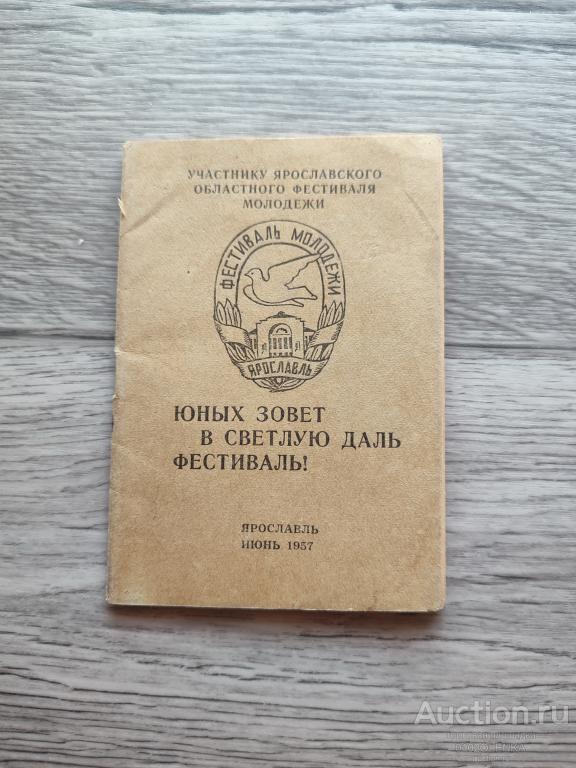 УЧАСТНИКУ ЯРОСЛАВСКОГО
ОБЛАСТНОГО ФЕСТИВАЛЯ
МОЛОДЕЖИ
ФЕСТИВАЛЬ МОЛОДЕЖИ
ЯРОСЛАВЛЬ
ЮНЫХ ЗОВЕТ
В СВЕТЛУЮ ДАЛЬ
ФЕСТИВАЛЬ!
ЯРОСЛАВЛЬ
ИЮНЬ 1957
Auction.ru